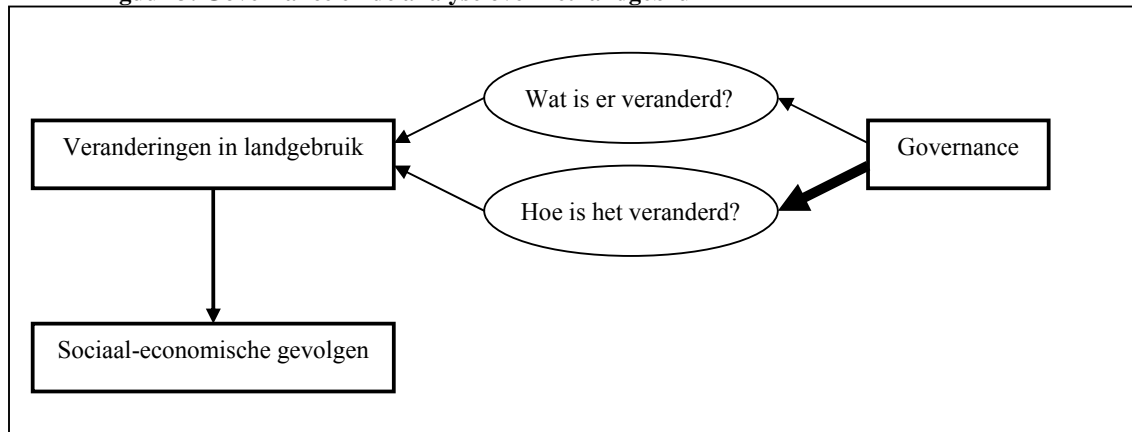 Wat is er veranderd?
Veranderingen in landgebruik
Governance
Hoe is het veranderd?
Sociaal-economische gevolgen